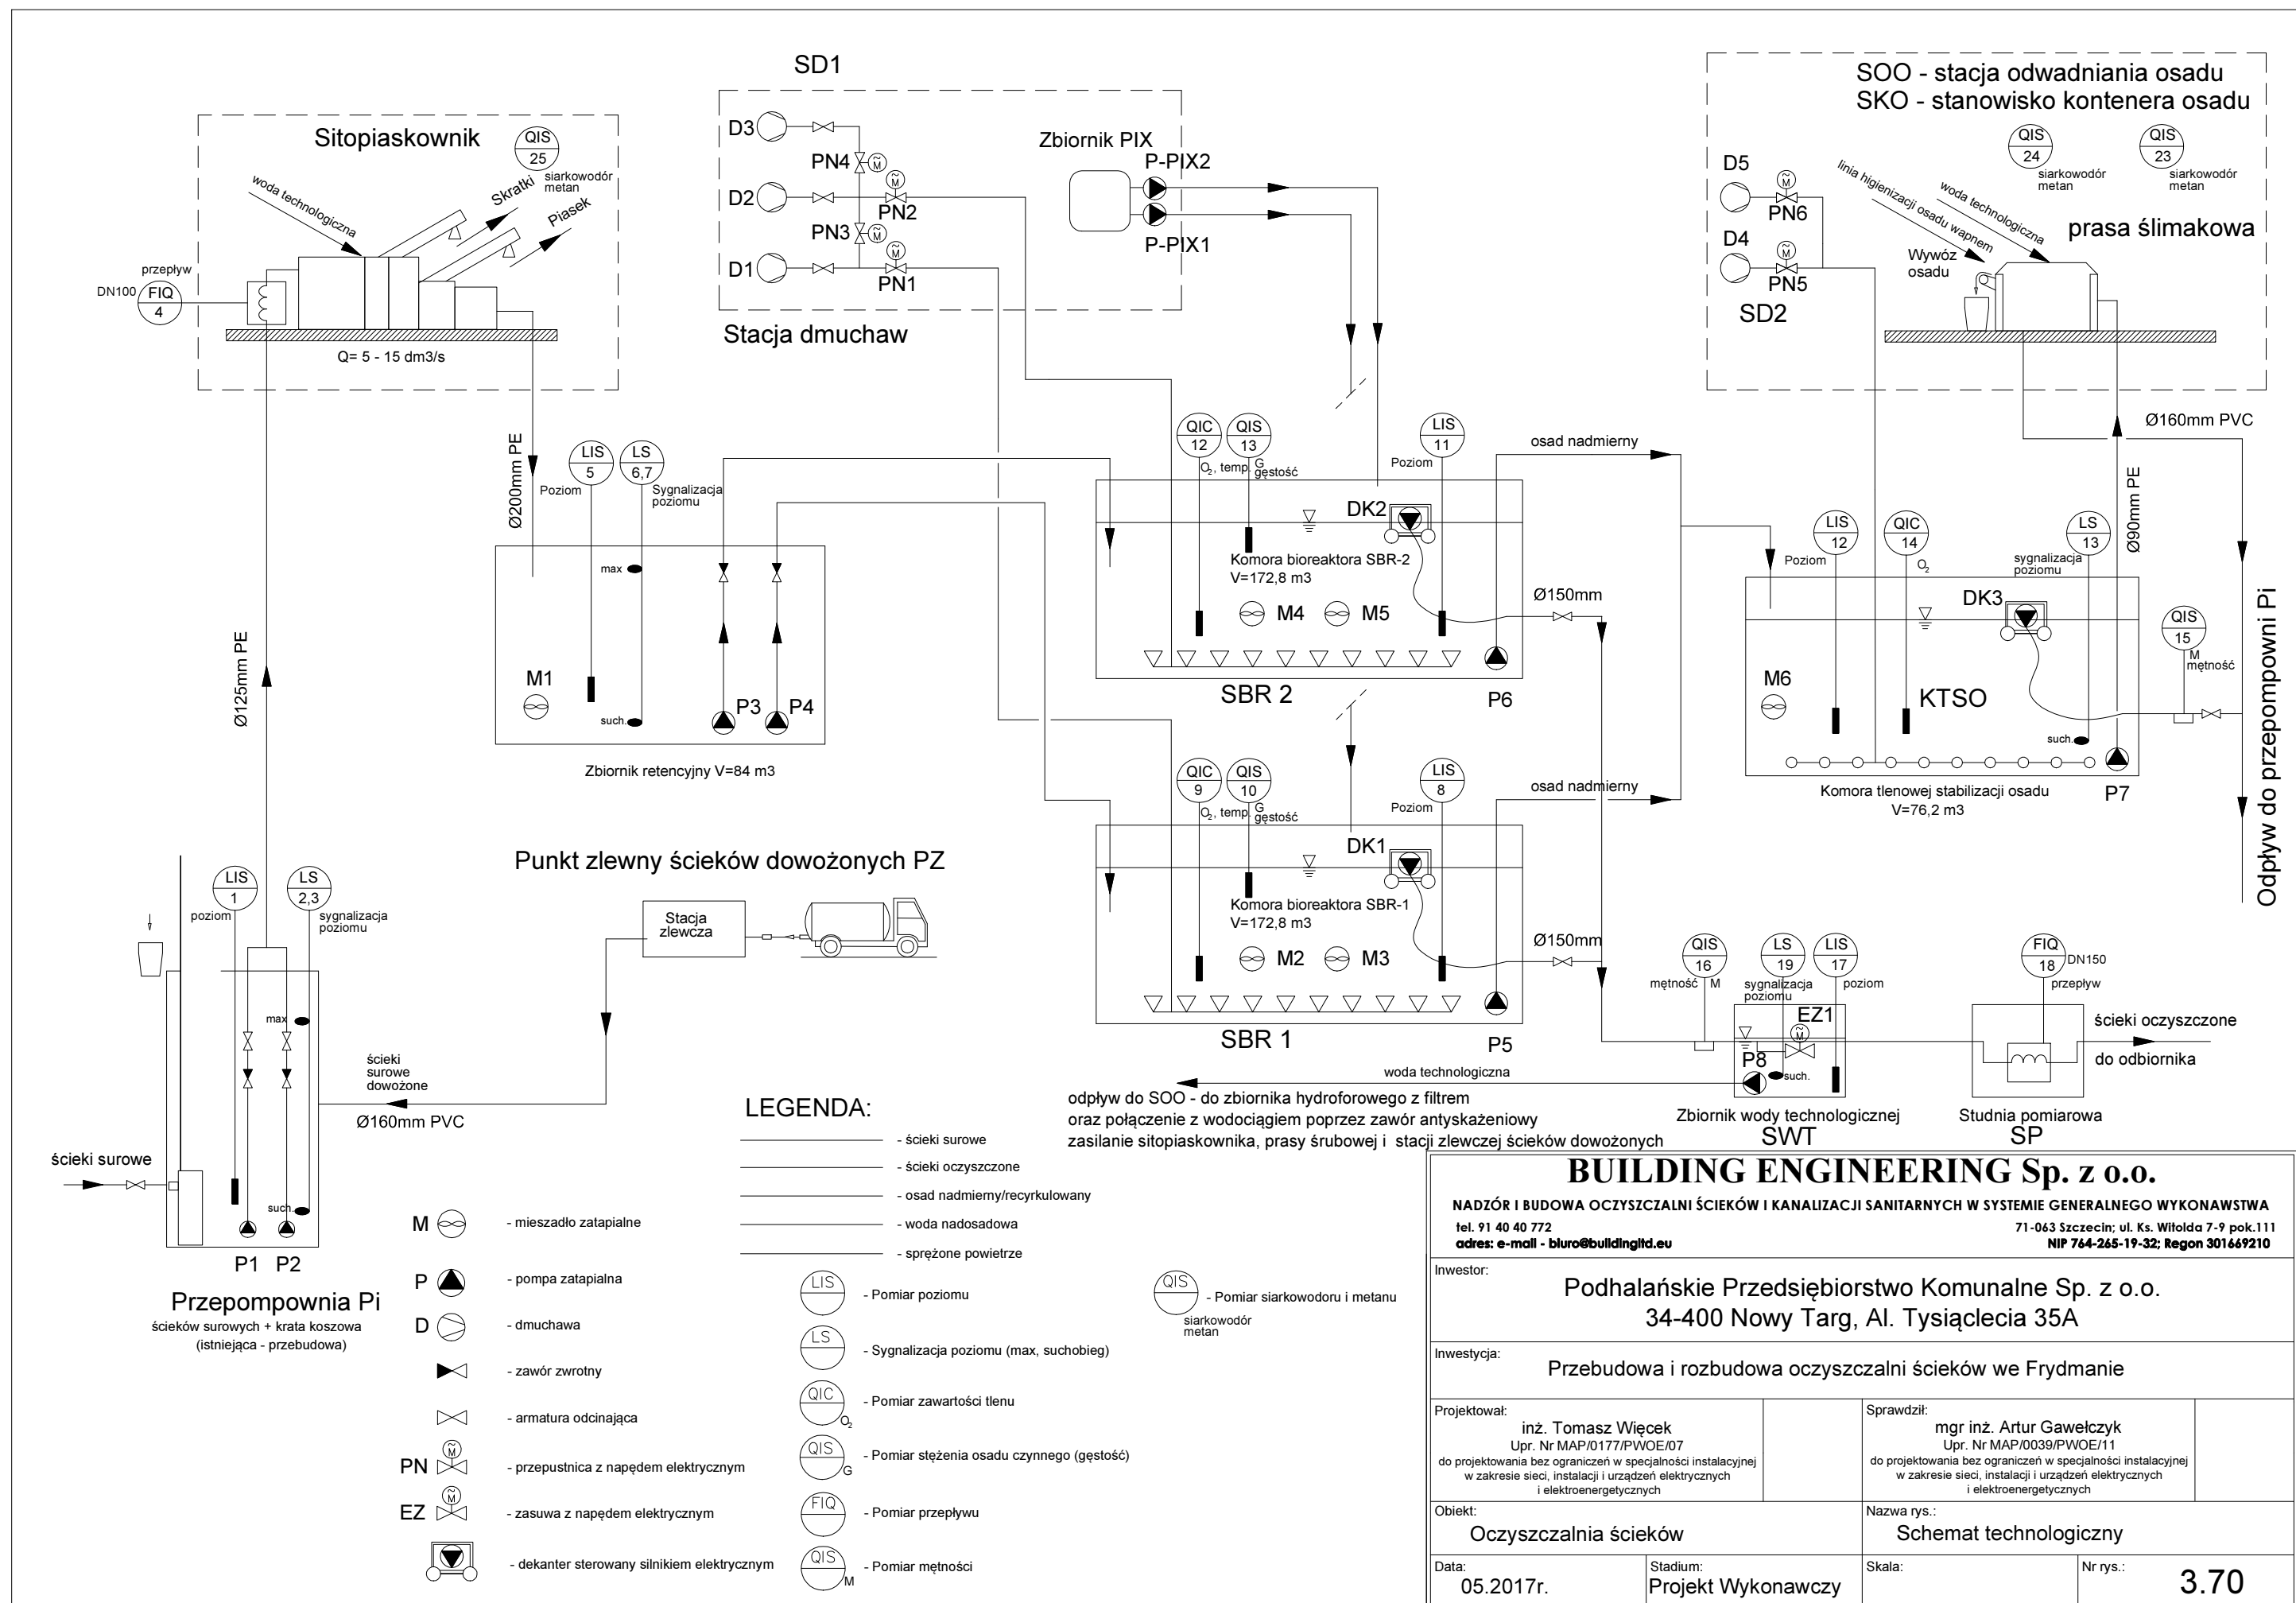 SD1
Sitopiaskownik
QIS
25
siarkowodór
metan
woda technologiczna
Skratki
Piasek
przepływ
DN100
FIQ
4
Q= 5 - 15 dm3/s
D3
PN4
M
D2
M
PN2
PN3
M
D1
M
PN1
Stacja dmuchaw
Zbiornik PIX
P-PIX2
P-PIX1
SOO - stacja odwadniania osadu
SKO - stanowisko kontenera osadu
QIS
24
siarkowodór
metan
QIS
23
siarkowodór
metan
D5
M
PN6
D4
M
PN5
SD2
linia higienizacji osadu wapnem
woda technologiczna
Wywóz
osadu
prasa ślimakowa
Ø160mm PVC
Ø90mm PE
Ø125mm PE
Ø200mm PE
LIS
5
Poziom
LS
6,7
Sygnalizacja
poziomu
max
such.
M1
P3
P4
Zbiornik retencyjny V=84 m3
QIC
12
O2, temp.
QIS
13
G
gęstość
LIS
11
Poziom
DK2
Komora bioreaktora SBR-2
V=172,8 m3
M4
M5
SBR 2
P6
osad nadmierny
Ø150mm
QIC
9
O2, temp.
QIS
10
G
gęstość
LIS
8
Poziom
DK1
Komora bioreaktora SBR-1
V=172,8 m3
M2
M3
SBR 1
P5
osad nadmierny
Ø150mm
LIS
12
Poziom
QIC
14
O2
LS
13
sygnalizacja
poziomu
DK3
M6
KTSO
such.
P7
Komora tlenowej stabilizacji osadu
V=76,2 m3
QIS
15
M
mętność
Odpływ do przepompowni Pi
Punkt zlewny ścieków dowożonych PZ
Stacja
zlewcza
LIS
1
poziom
LS
2,3
sygnalizacja
poziomu
max
such.
ścieki
surowe
dowożone
Ø160mm PVC
ścieki surowe
P1
P2
Przepompownia Pi
ścieków surowych + krata koszowa
(istniejąca - przebudowa)
QIS
16
mętność
M
LS
19
sygnalizacja
poziomu
LIS
17
poziom
EZ1
M
P8
such.
Zbiornik wody technologicznej
SWT
FIQ
18
DN150
przepływ
Studnia pomiarowa
SP
ścieki oczyszczone
do odbiornika
woda technologiczna
odpływ do SOO - do zbiornika hydroforowego z filtrem
oraz połączenie z wodociągiem poprzez zawór antyskażeniowy
zasilanie sitopiaskownika, prasy śrubowej i stacji zlewczej ścieków dowożonych
LEGENDA:
- ścieki surowe
- ścieki oczyszczone
- osad nadmierny/recyrkulowany
- woda nadosadowa
- sprężone powietrze
M - mieszadło zatapialne
P - pompa zatapialna
D - dmuchawa
- zawór zwrotny
- armatura odcinająca
PN M - przepustnica z napędem elektrycznym
EZ M - zasuwa z napędem elektrycznym
- dekanter sterowany silnikiem elektrycznym
LIS - Pomiar poziomu
LS - Sygnalizacja poziomu (max, suchobieg)
QIC O2 - Pomiar zawartości tlenu
QIS G - Pomiar stężenia osadu czynnego (gęstość)
FIQ - Pomiar przepływu
QIS M - Pomiar mętności
QIS - Pomiar siarkowodoru i metanu
siarkowodór
metan
BUILDING ENGINEERING Sp. z o.o.
NADZÓR I BUDOWA OCZYSZCZALNI ŚCIEKÓW I KANALIZACJI SANITARNYCH W SYSTEMIE GENERALNEGO WYKONAWSTWA
tel. 91 40 40 772
71-063 Szczecin; ul. Ks. Witolda 7-9 pok.111
adres: e-mail - biuro@buildingltd.eu
NIP 764-265-19-32; Regon 301669210
Inwestor:
Podhalańskie Przedsiębiorstwo Komunalne Sp. z o.o.
34-400 Nowy Targ, Al. Tysiąclecia 35A
Inwestycja:
Przebudowa i rozbudowa oczyszczalni ścieków we Frydmanie
Projektował:
inż. Tomasz Więcek
Upr. Nr MAP/0177/PWOE/07
do projektowania bez ograniczeń w specjalności instalacyjnej
w zakresie sieci, instalacji i urządzeń elektrycznych
i elektroenergetycznych
Sprawdził:
mgr inż. Artur Gawełczyk
Upr. Nr MAP/0039/PWOE/11
do projektowania bez ograniczeń w specjalności instalacyjnej
w zakresie sieci, instalacji i urządzeń elektrycznych
i elektroenergetycznych
Obiekt:
Oczyszczalnia ścieków
Nazwa rys.:
Schemat technologiczny
Data:
05.2017r.
Stadium:
Projekt Wykonawczy
Skala:
Nr rys.:
3.70